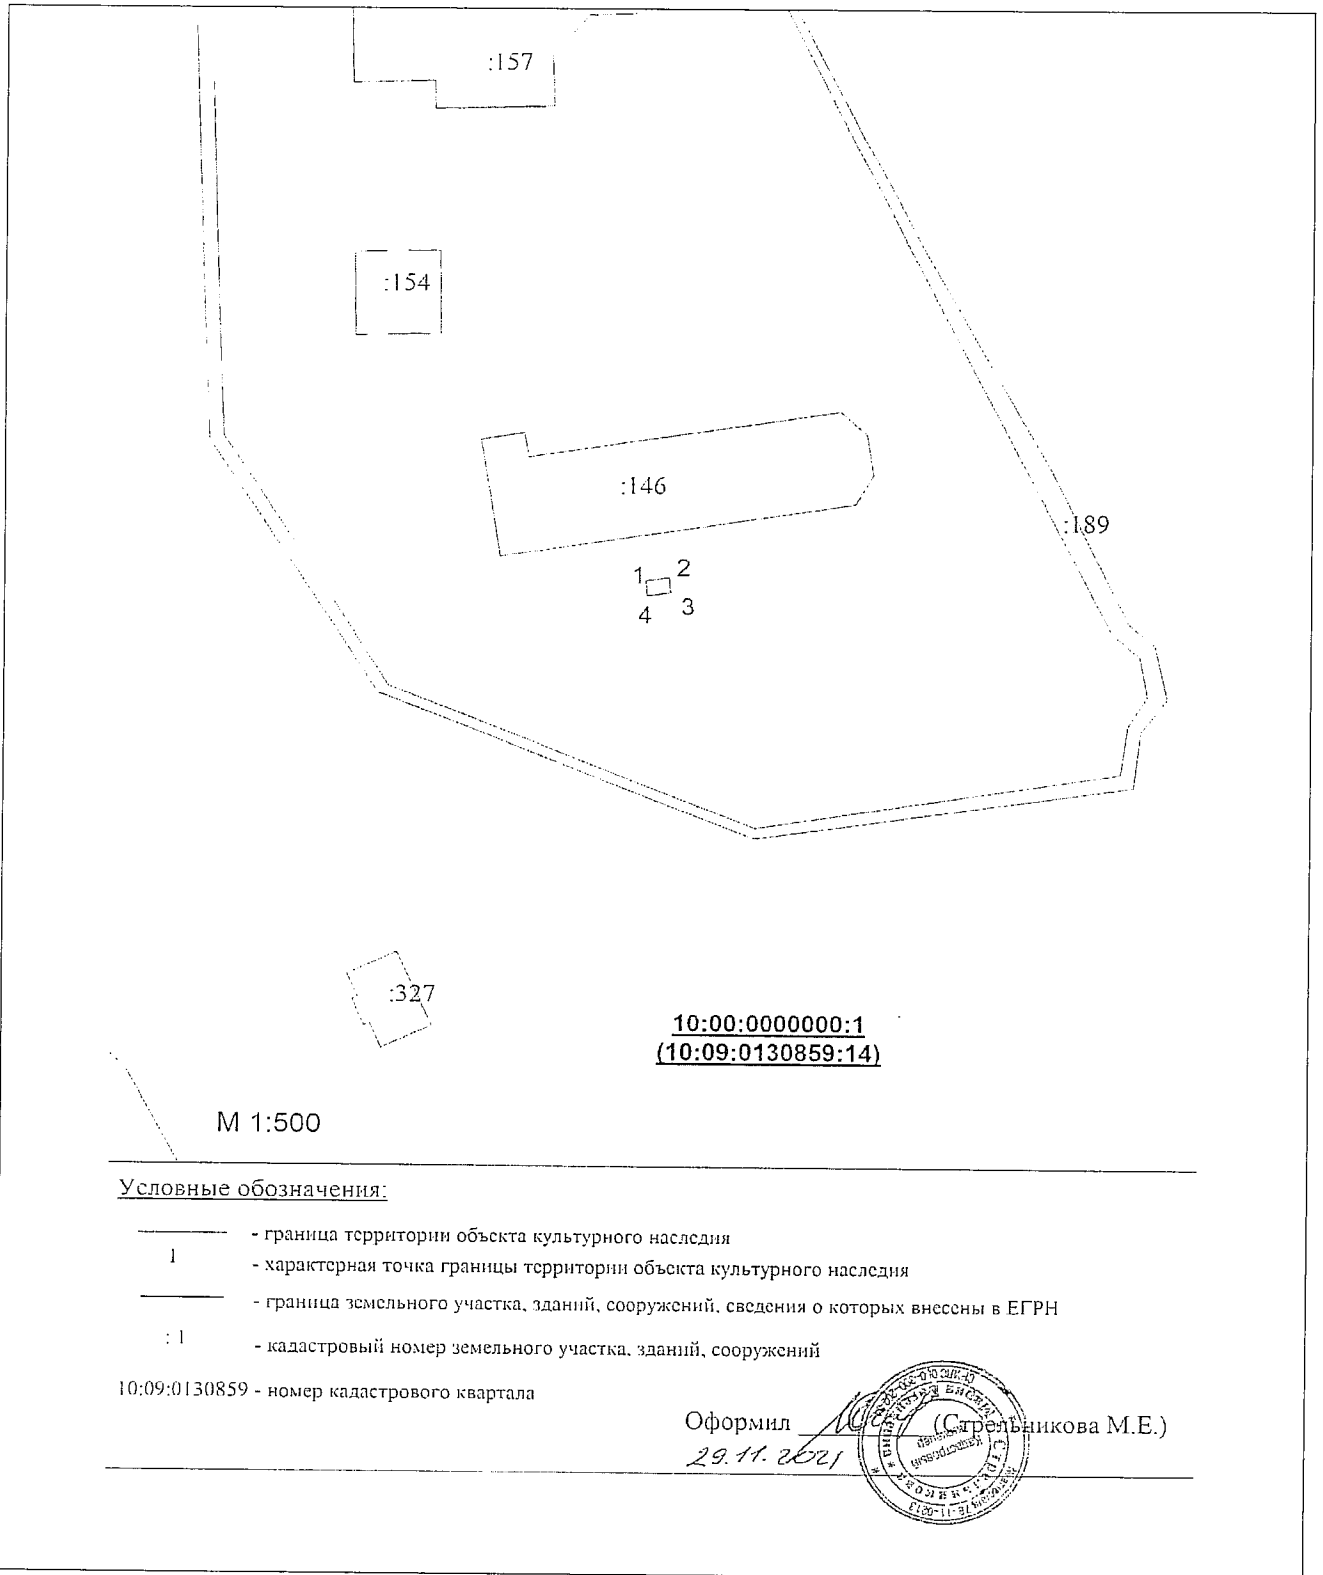 :157
:154
:146
:189
1 2
4 3
:327
10:00:0000000:1
(10:09:0130859:14)
М 1:500
Условные обозначения:
- граница территории объекта культурного наследия
1 - характерная точка границы территории объекта культурного наследия
- граница земельного участка, зданий, сооружений, сведения о которых внесены в ЕГРН
: 1 - кадастровый номер земельного участка, зданий, сооружений
10:09:0130859 - номер кадастрового квартала
Оформил (Стрельникова М.Е.)
29.11.2021
Кадастровый
инженер